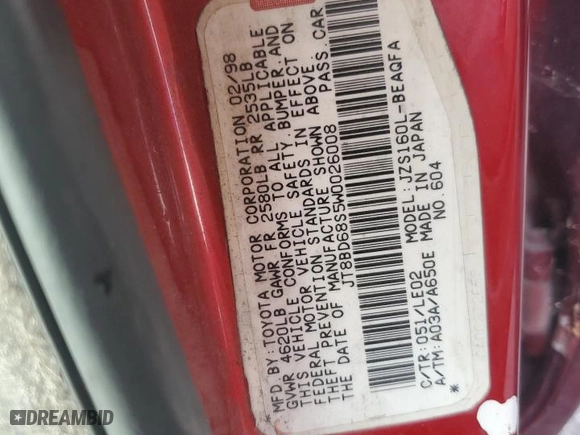 *MFD.BY:TOYOTA MOTOR CORPORATION 02/98
GVWR 4620LB GAWR FR 2580LB RR 2535LB
THIS VEHICLE CONFORMS TO ALL APPLICABLE
FEDERAL MOTOR VEHICLE SAFETY,BUMPER,AND
THEFT PREVENTION STANDARDS IN EFFECT ON
THE DATE OF MANUFACTURE SHOWN ABOVE.
JT8BD68S5W0026008 PASS.CAR
C/TR:051/LE02 MODEL:JZS160L-BEAQFA
A/TM:A03A/A650E MADE IN JAPAN
* NO.604
DREAMBID